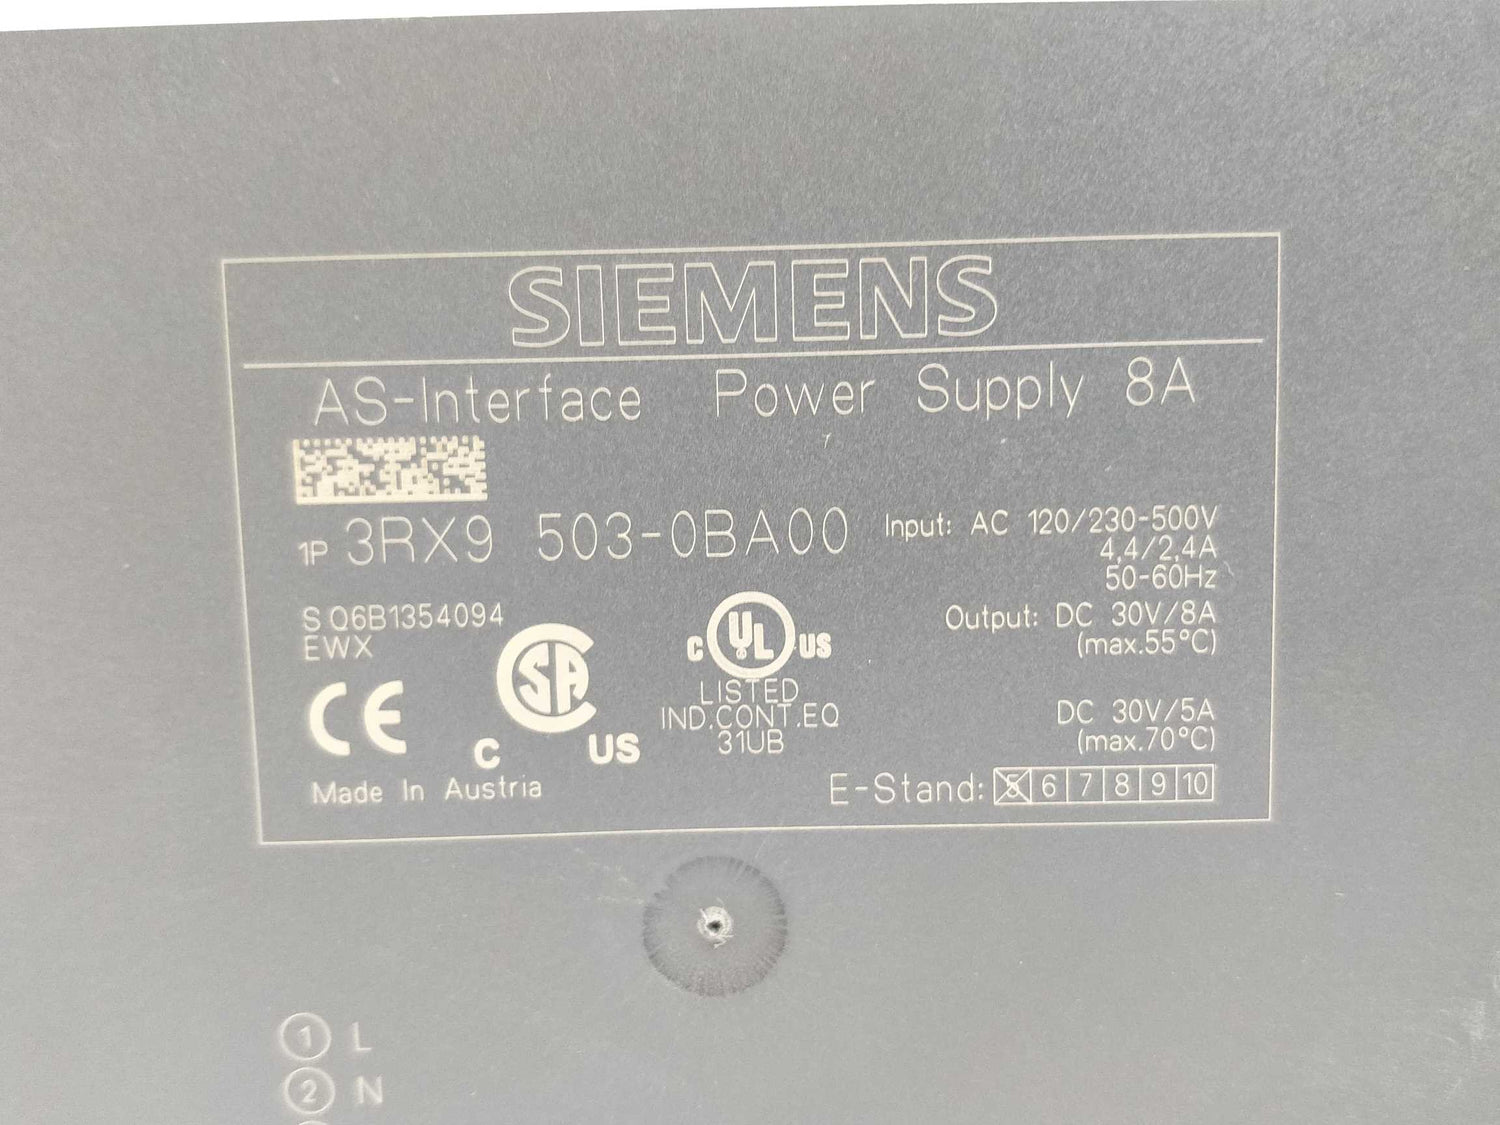 SIEMENS
AS-Interface Power Supply 8A
1P 3RX9 503-0BA00
Input: AC 120/230-500V
4,4/2,4A
50-60Hz
S Q6B1354094
EWX
Output: DC 30V/8A
(max.55°C)
DC 30V/5A
(max.70°C)
CE
C SA US
C UL US
LISTED
IND.CONT.EQ
31UB
Made In Austria
E-Stand: 5 6 7 8 9 10
1 L
2 N